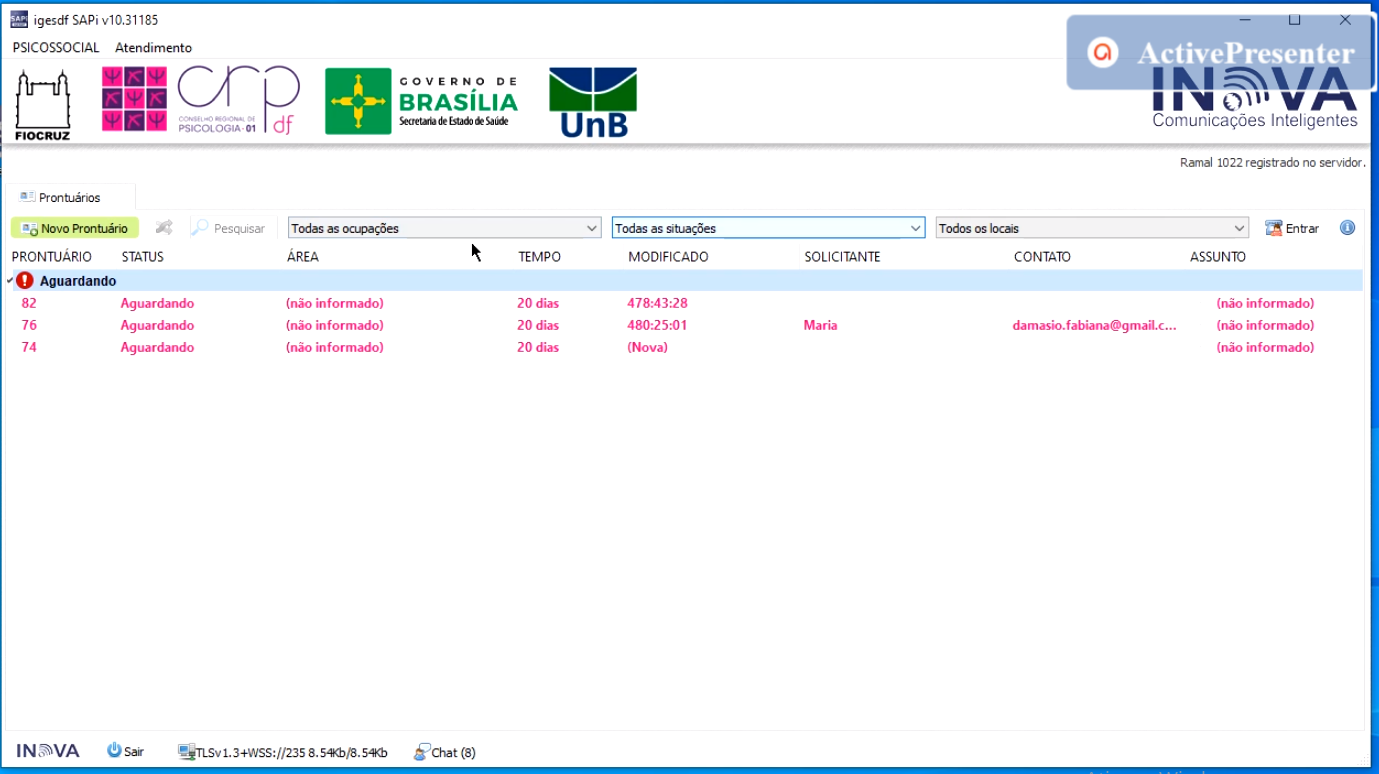 SAPI igesdf SAPi v10.31185
PSICOSSOCIAL Atendimento
ActivePresenter
FIOCRUZ
crp df
CONSELHO REGIONAL DE
PSICOLOGIA·01
GOVERNO DE
BRASÍLIA
Secretaria de Estado de Saúde
UnB
INOVA
Comunicações Inteligentes
Ramal 1022 registrado no servidor.
Prontuários
Novo Prontuário Pesquisar Todas as ocupações Todas as situações Todos os locais Entrar
PRONTUÁRIO STATUS ÁREA TEMPO MODIFICADO SOLICITANTE CONTATO ASSUNTO
Aguardando
82 Aguardando (não informado) 20 dias 478:43:28 (não informado)
76 Aguardando (não informado) 20 dias 480:25:01 Maria damasio.fabiana@gmail.c... (não informado)
74 Aguardando (não informado) 20 dias (Nova) (não informado)
INOVA Sair TLSv1.3+WSS://235 8.54Kb/8.54Kb Chat (8)